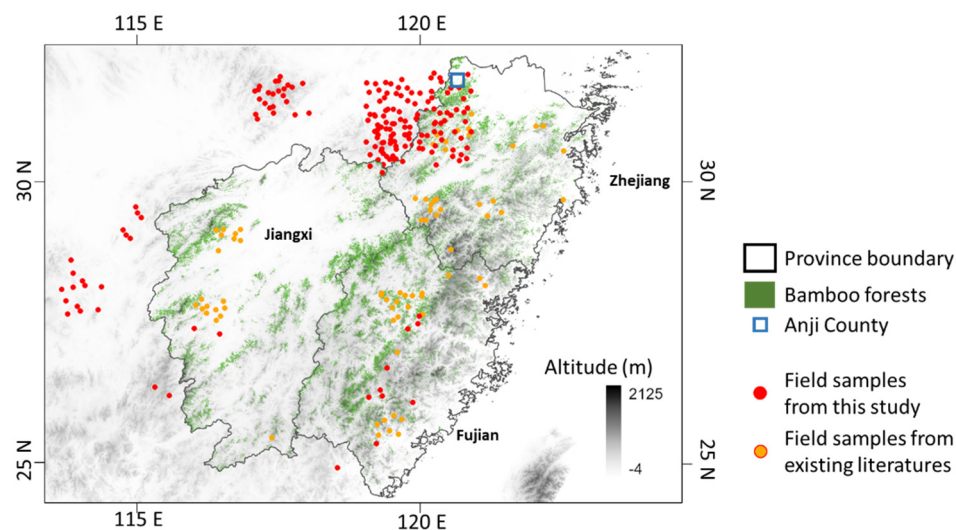 115 E
120 E
30 N
30 N
Zhejiang
Jiangxi
Province boundary
Bamboo forests
Anji County
Altitude (m)
2125
-4
Field samples
from this study
Field samples from
existing literatures
Fujian
25 N
25 N
115 E
120 E